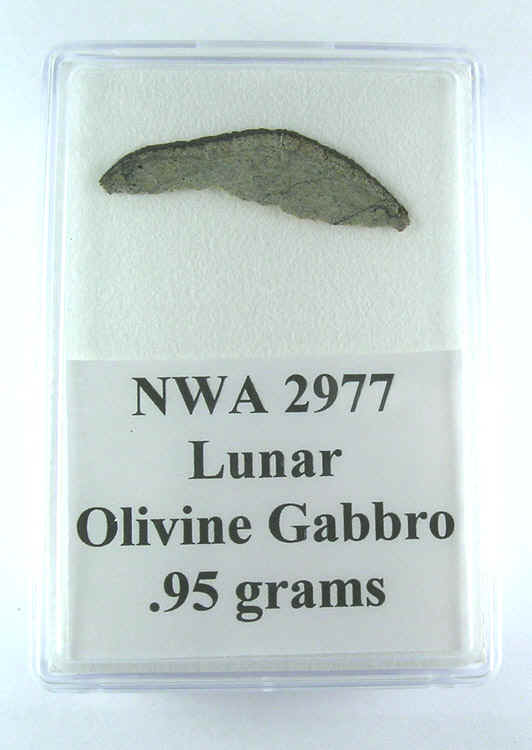 NWA 2977
Lunar
Olivine Gabbro
.95 grams